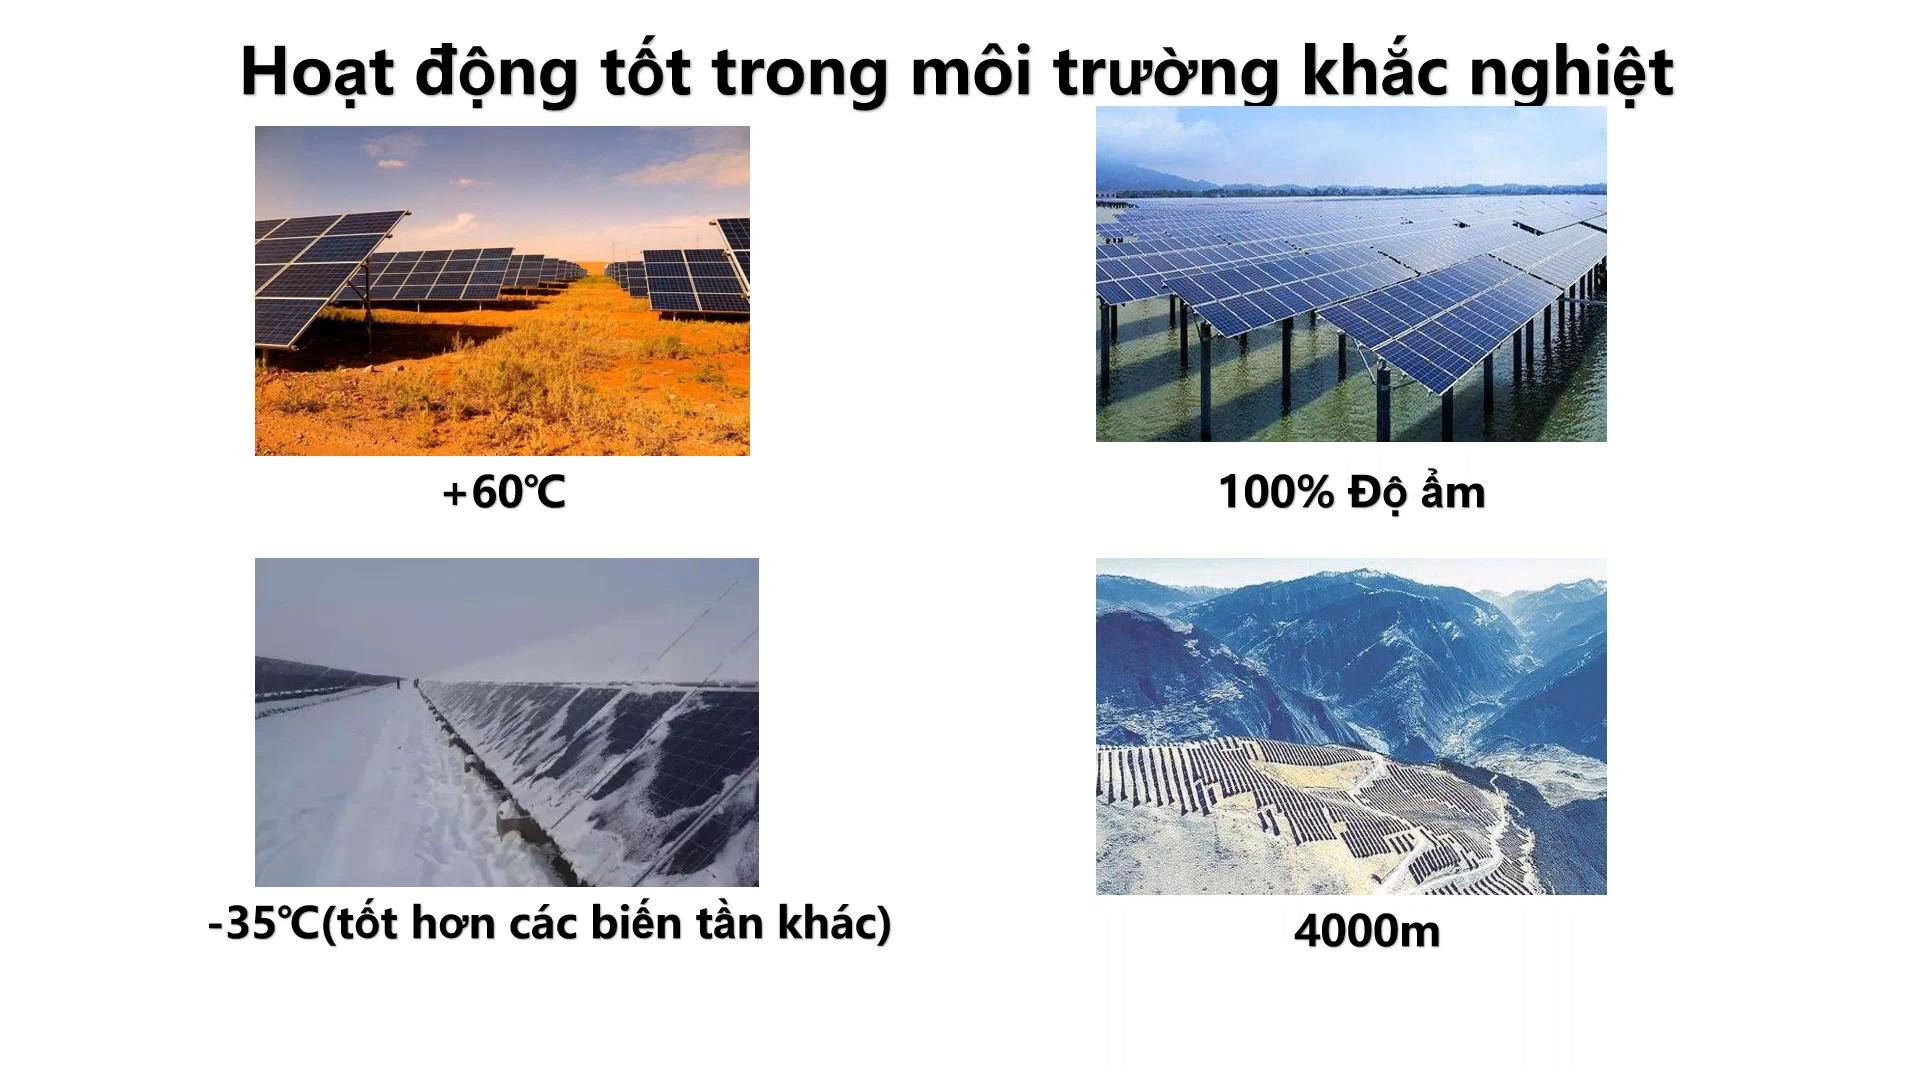 Hoạt động tốt trong môi trường khắc nghiệt
+60℃
100% Độ ẩm
-35℃(tốt hơn các biến tần khác)
4000m